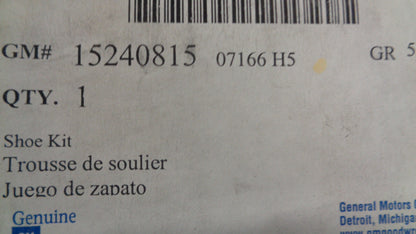 GM# 15240815 07166 H5 GR 5
QTY. 1
Shoe Kit
Trousse de soulier
Juego de zapato
Genuine
GM
General Motors
Detroit, Michigan